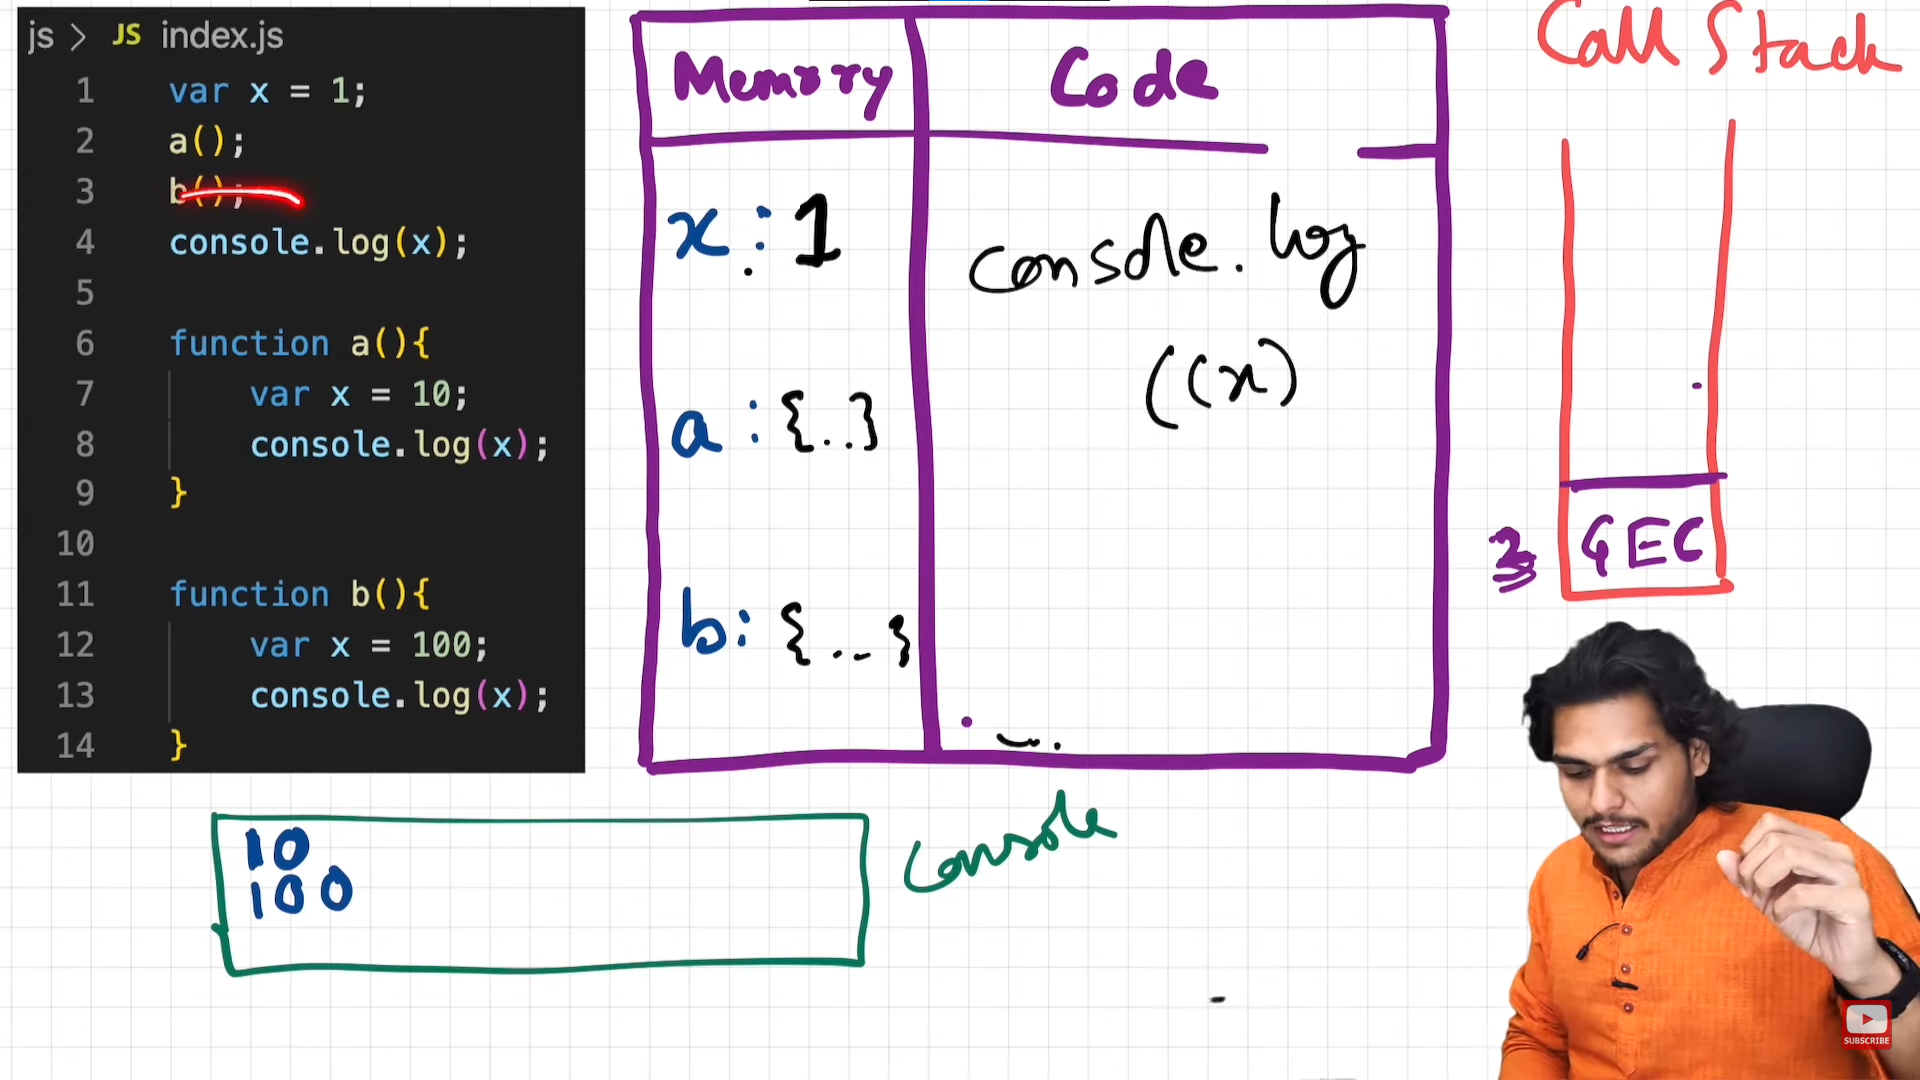 js > JS index.js
1 var x = 1;
2 a();
3 b();
4 console.log(x);
5
6 function a(){
7 var x = 10;
8 console.log(x);
9 }
10
11 function b(){
12 var x = 100;
13 console.log(x);
14 }
Memory Code
x : 1
a : {..}
b: {...}
console.log
((x)
Call Stack
GEC
10
100
Console
SUBSCRIBE